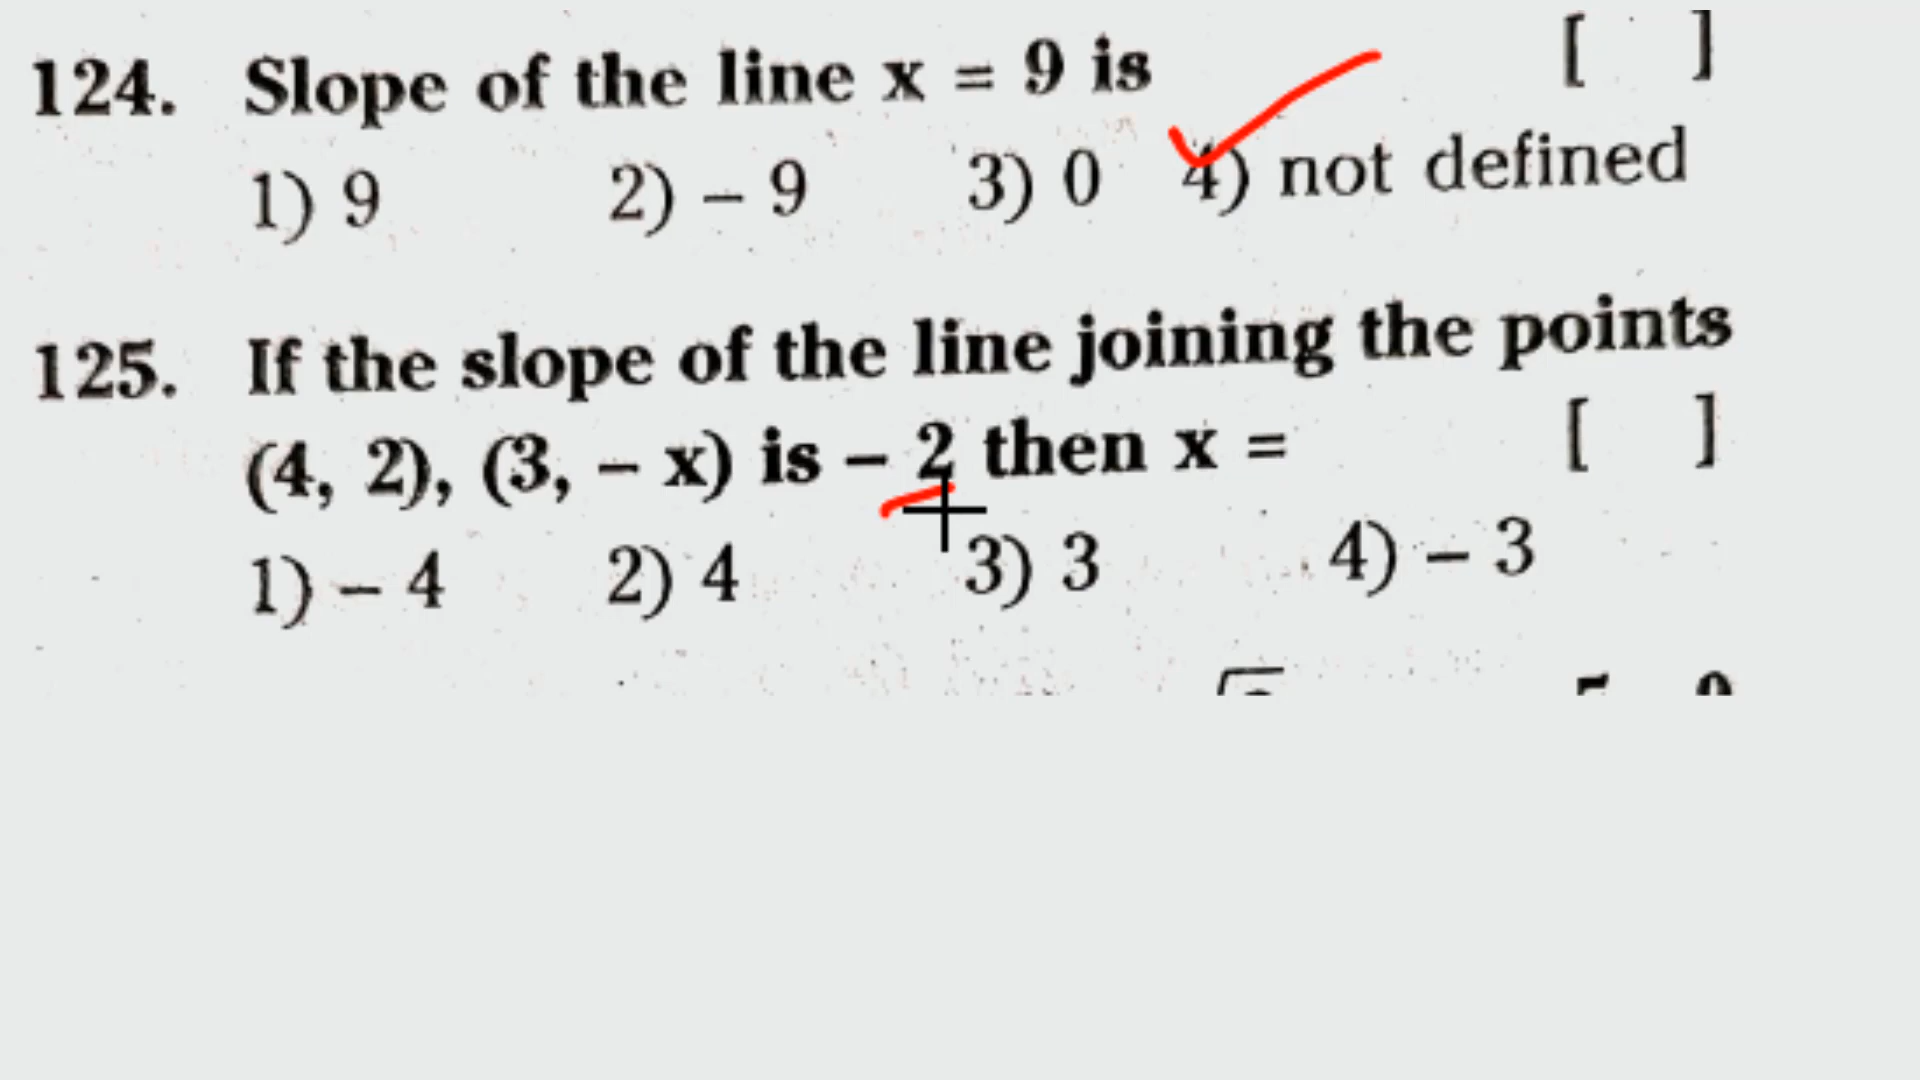 124. Slope of the line x = 9 is [ ]
1) 9 2) – 9 3) 0 4) not defined
125. If the slope of the line joining the points
(4, 2), (3, – x) is – 2 then x = [ ]
1) – 4 2) 4 3) 3 4) – 3